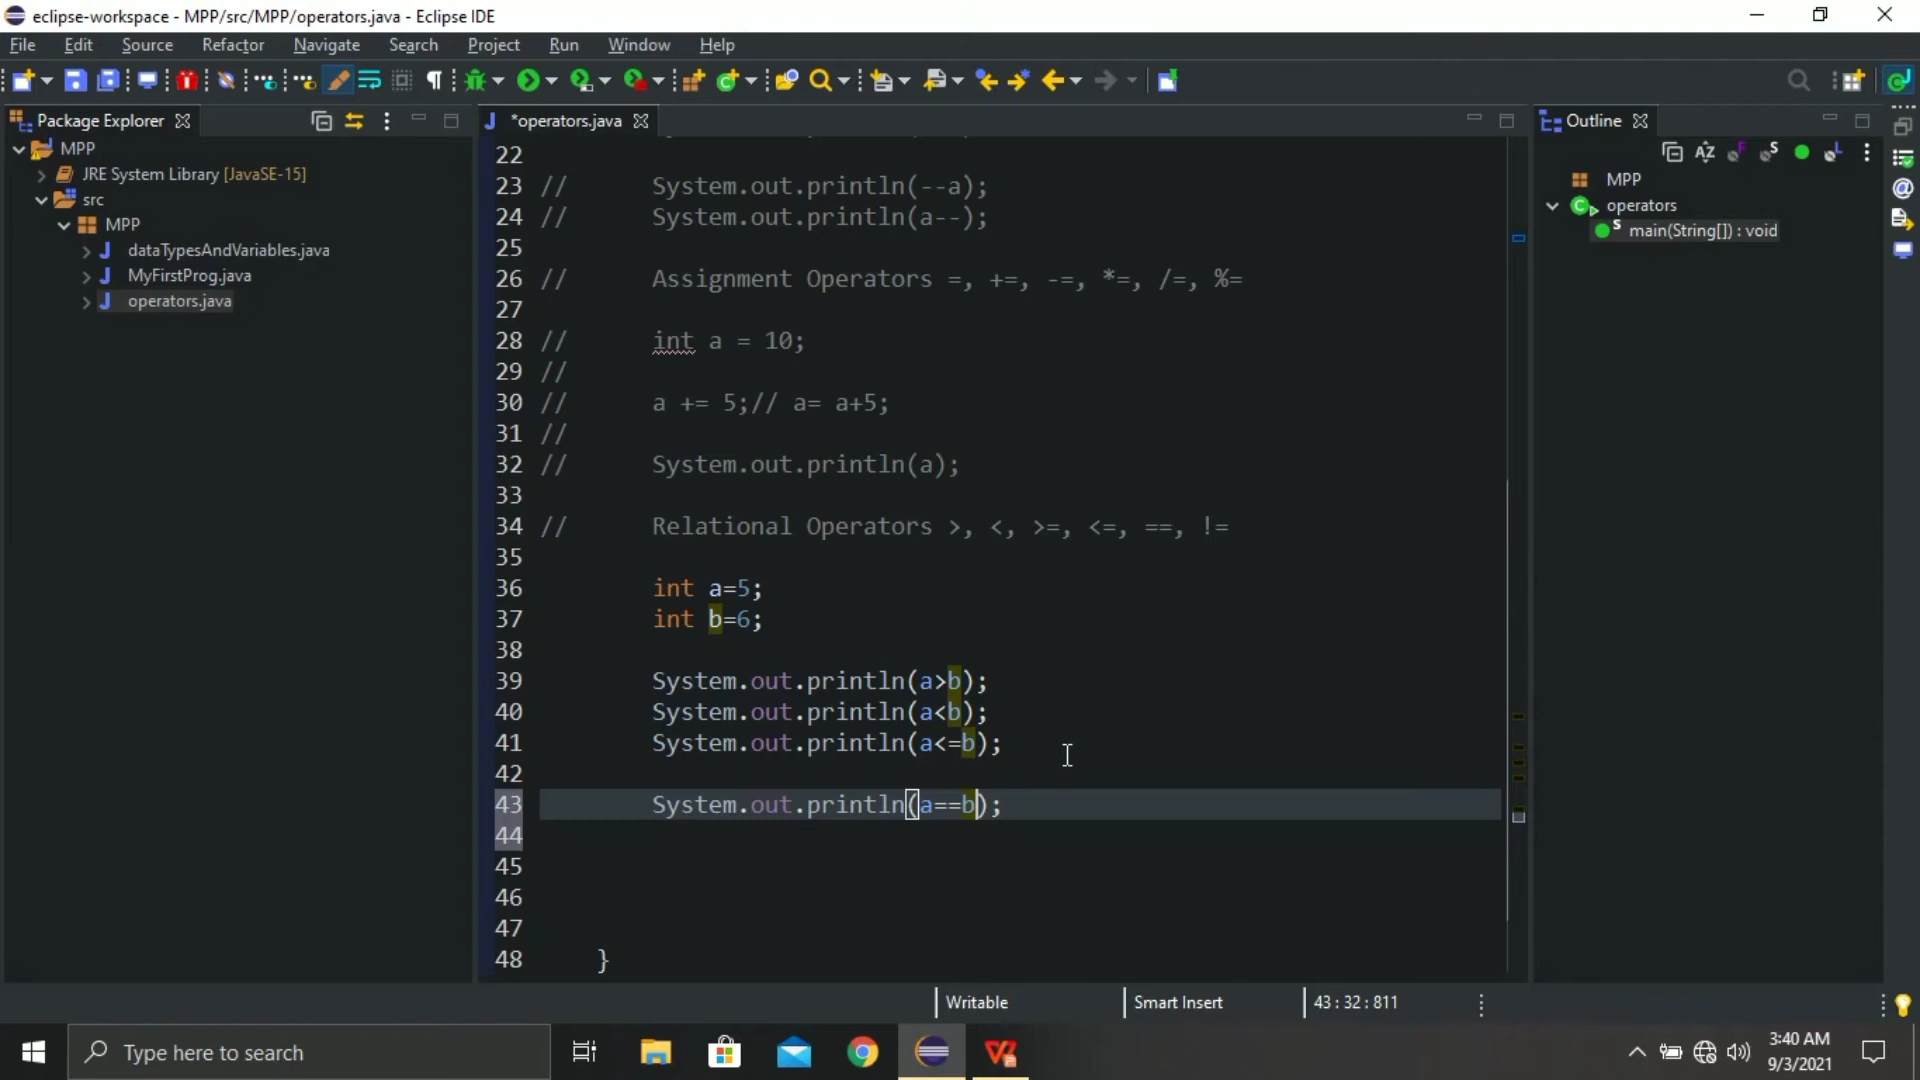 eclipse-workspace - MPP/src/MPP/operators.java - Eclipse IDE
File Edit Source Refactor Navigate Search Project Run Window Help
Package Explorer
*operators.java
Outline
MPP
JRE System Library [JavaSE-15]
src
MPP
dataTypesAndVariables.java
MyFirstProg.java
operators.java
22
23 // System.out.println(--a);
24 // System.out.println(a--);
25
26 // Assignment Operators =, +=, -=, *=, /=, %=
27
28 // int a = 10;
29 //
30 // a += 5;// a= a+5;
31 //
32 // System.out.println(a);
33
34 // Relational Operators >, <, >=, <=, ==, !=
35
36 int a=5;
37 int b=6;
38
39 System.out.println(a>b);
40 System.out.println(a<b);
41 System.out.println(a<=b);
42
43 System.out.println(a==b);
44
45
46
47
48 }
MPP
operators
main(String[]) : void
Writable
Smart Insert
43 : 32 : 811
Type here to search
3:40 AM
9/3/2021